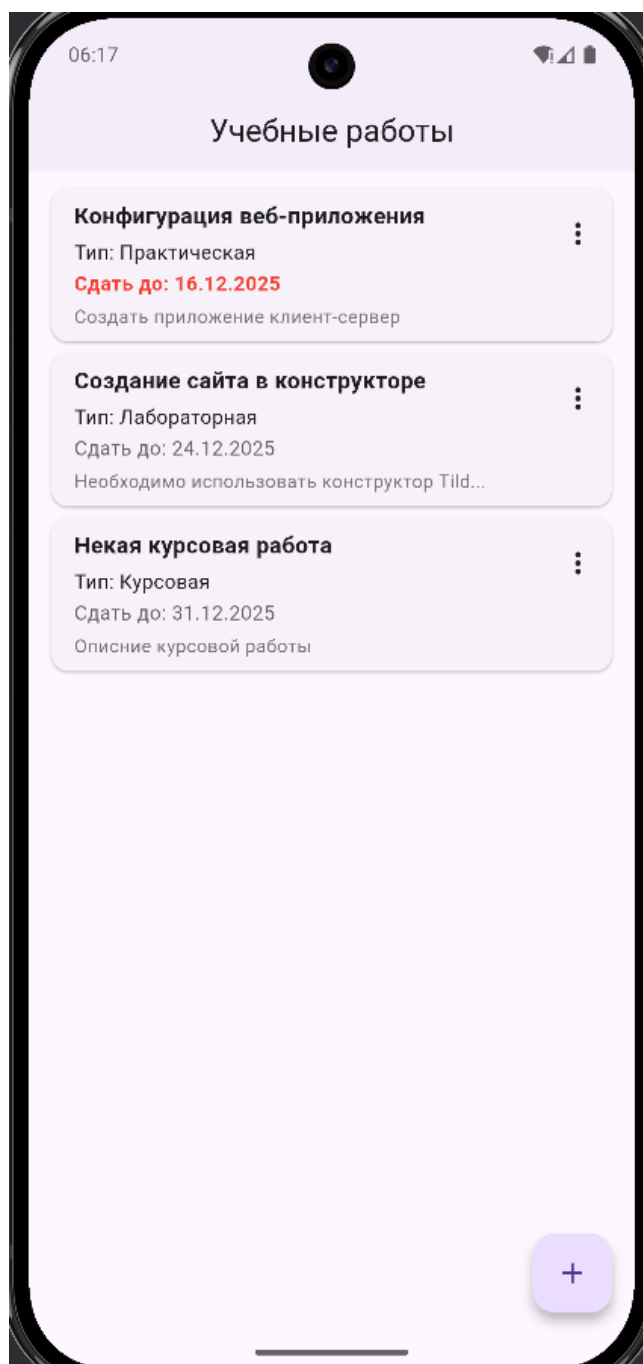 06:17
Учебные работы
Конфигурация веб-приложения
Тип: Практическая
Сдать до: 16.12.2025
Создать приложение клиент-сервер
Создание сайта в конструкторе
Тип: Лабораторная
Сдать до: 24.12.2025
Необходимо использовать конструктор Tild...
Некая курсовая работа
Тип: Курсовая
Сдать до: 31.12.2025
Описние курсовой работы
+